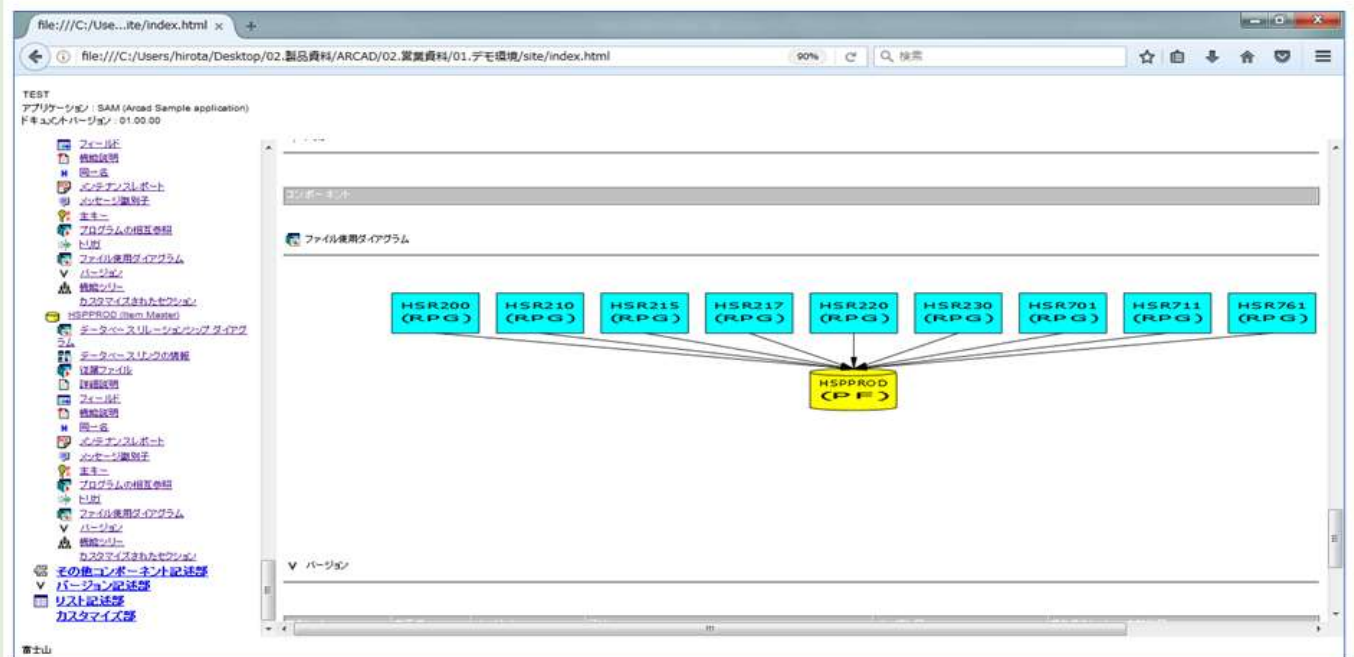 file:///C:/Use...ite/index.html × +
file:///C:/Users/hirota/Desktop/02.製品資料/ARCAD/02.営業資料/01.デモ環境/site/index.html 90% 検索
TEST
アプリケーション : SAM (Arcad Sample application)
ドキュメントバージョン : 01.00.00
フィールド
機能説明
同一名
メンテナンスレポート
メッセージ識別子
主キー
プログラムの相互参照
トリガ
ファイル使用ダイアグラム
バージョン
機能ツリー
カスタマイズされたセクション
HSPPROD (Item Master)
データベースリレーションシップ ダイアグ
ラム
データベースリンクの情報
従属ファイル
詳細説明
フィールド
機能説明
同一名
メンテナンスレポート
メッセージ識別子
主キー
プログラムの相互参照
トリガ
ファイル使用ダイアグラム
バージョン
機能ツリー
カスタマイズされたセクション
その他コンポーネント記述部
バージョン記述部
リスト記述部
カスタマイズ部
コンポーネント
ファイル使用ダイアグラム
HSR200 HSR210 HSR215 HSR217 HSR220 HSR230 HSR701 HSR711 HSR761
(RPG) (RPG) (RPG) (RPG) (RPG) (RPG) (RPG) (RPG) (RPG)
HSPPROD
(PF)
バージョン
富士山